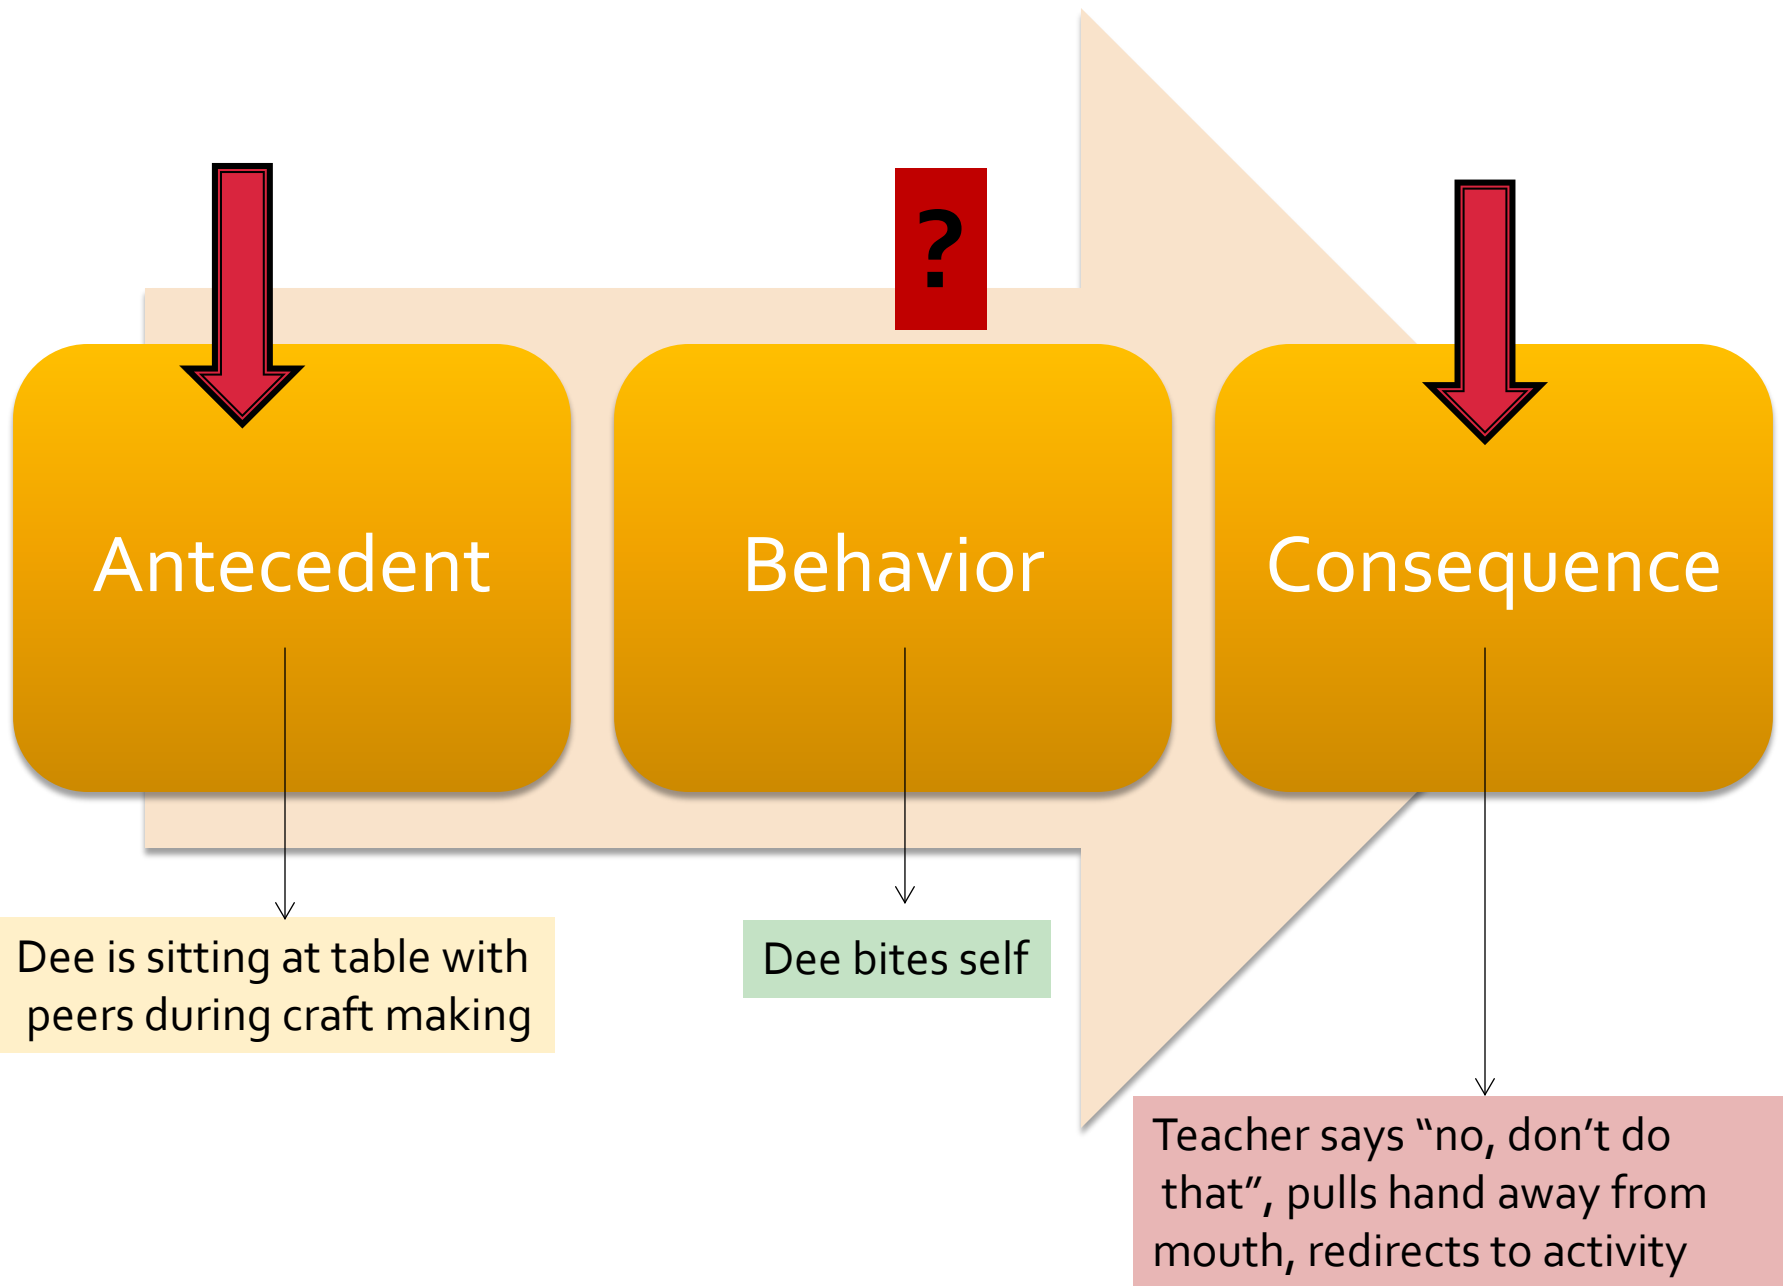 ?
Antecedent
Behavior
Consequence
Dee is sitting at table with
peers during craft making
Dee bites self
Teacher says “no, don’t do
that”, pulls hand away from
mouth, redirects to activity